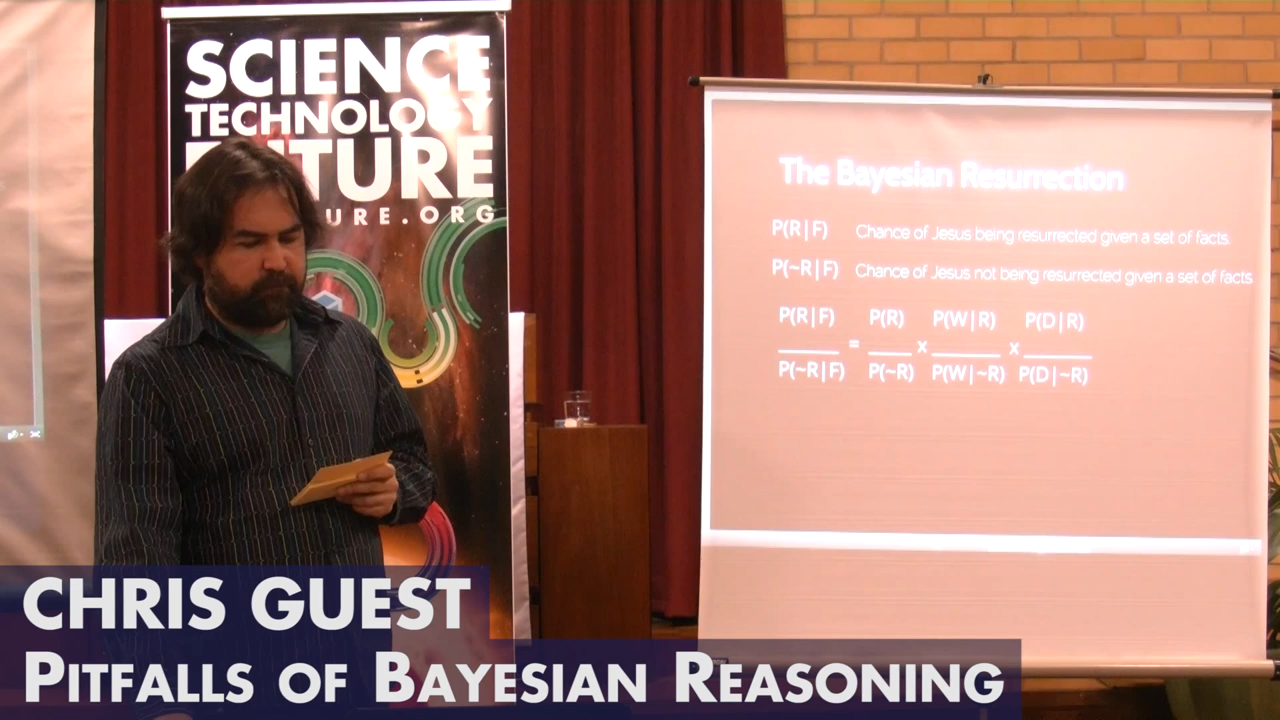 SCIENCE
TECHNOLOGY
FUTURE
URE.ORG
The Bayesian Resurrection
P(R|F) Chance of Jesus being resurrected given a set of facts.
P(~R|F) Chance of Jesus not being resurrected given a set of facts
P(R|F) P(R) P(W|R) P(D|R)
= x x
P(~R|F) P(~R) P(W|~R) P(D|~R)
CHRIS GUEST
PITFALLS OF BAYESIAN REASONING